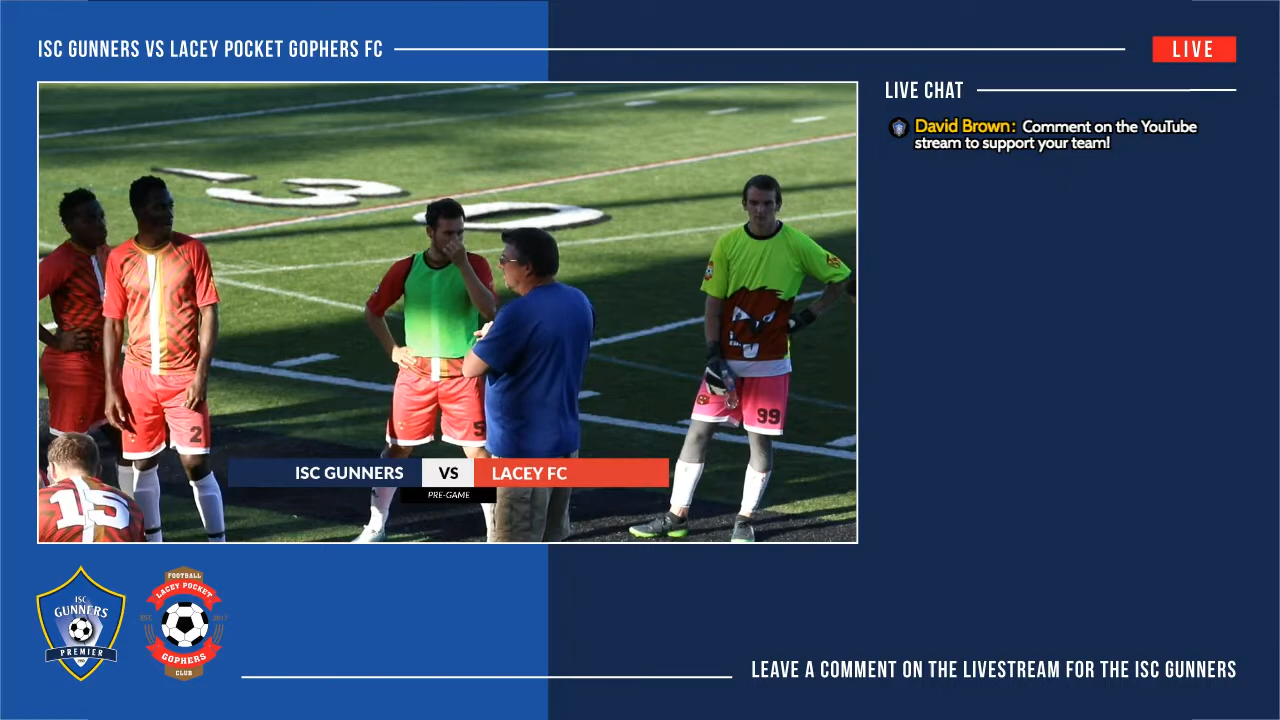 ISC GUNNERS VS LACEY POCKET GOPHERS FC
LIVE
LIVE CHAT
David Brown: Comment on the YouTube
stream to support your team!
30
2
5
99
15
ISC GUNNERS VS LACEY FC
PRE-GAME
ISC
GUNNERS
PREMIER
FOOTBALL
LACEY POCKET
EST. 2017
GOPHERS
CLUB
LEAVE A COMMENT ON THE LIVESTREAM FOR THE ISC GUNNERS